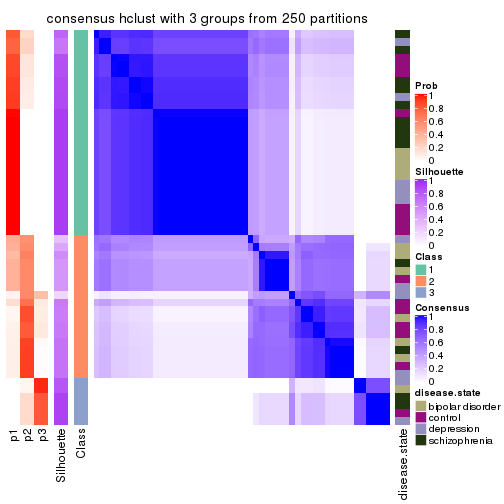 consensus hclust with 3 groups from 250 partitions
Prob
1
0.8
0.6
0.4
0.2
0
Silhouette
1
0.8
0.6
0.4
0.2
0
Class
1
2
3
Consensus
1
0.8
0.6
0.4
0.2
0
disease.state
bipolar disorder
control
depression
schizophrenia
p1
p2
p3
Silhouette
Class
disease.state